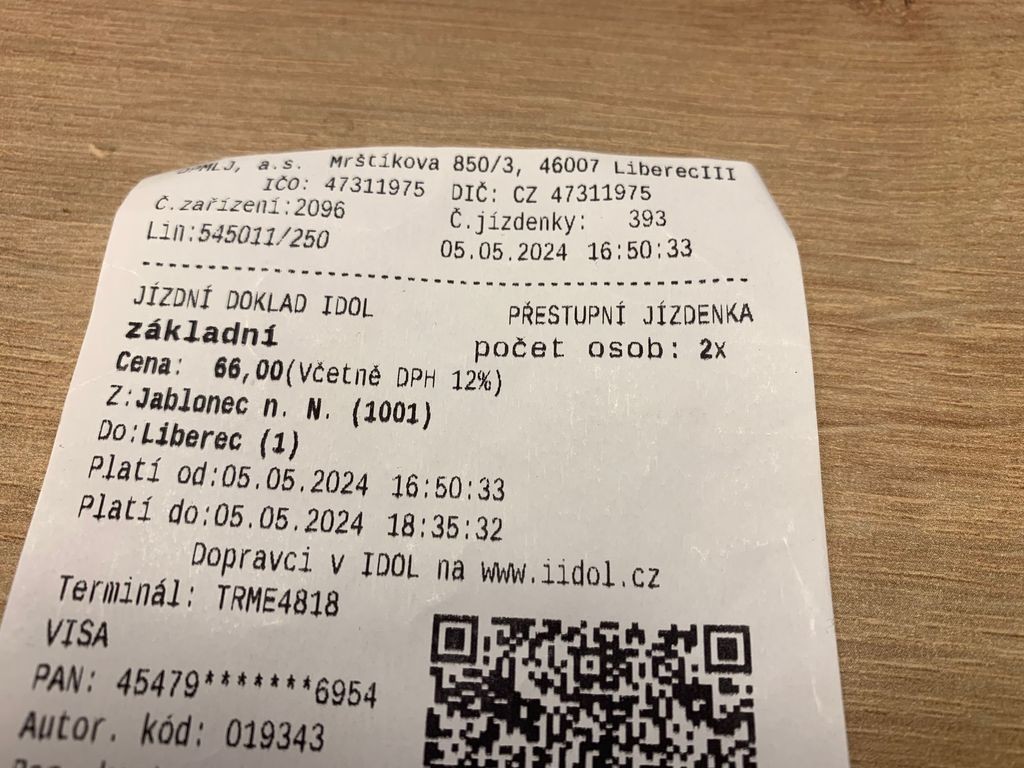 DPMLJ, a.s. Mrštíkova 850/3, 46007 LiberecIII
IČO: 47311975 DIČ: CZ 47311975
Č.zařízení:2096 Č.jízdenky: 393
Lin:545011/250 05.05.2024 16:50:33
JÍZDNÍ DOKLAD IDOL PŘESTUPNÍ JÍZDENKA
základní počet osob: 2x
Cena: 66,00(Včetně DPH 12%)
Z:Jablonec n. N. (1001)
Do:Liberec (1)
Platí od:05.05.2024 16:50:33
Platí do:05.05.2024 18:35:32
Dopravci v IDOL na www.iidol.cz
Terminál: TRME4818
VISA
PAN: 45479*******6954
Autor. kód: 019343